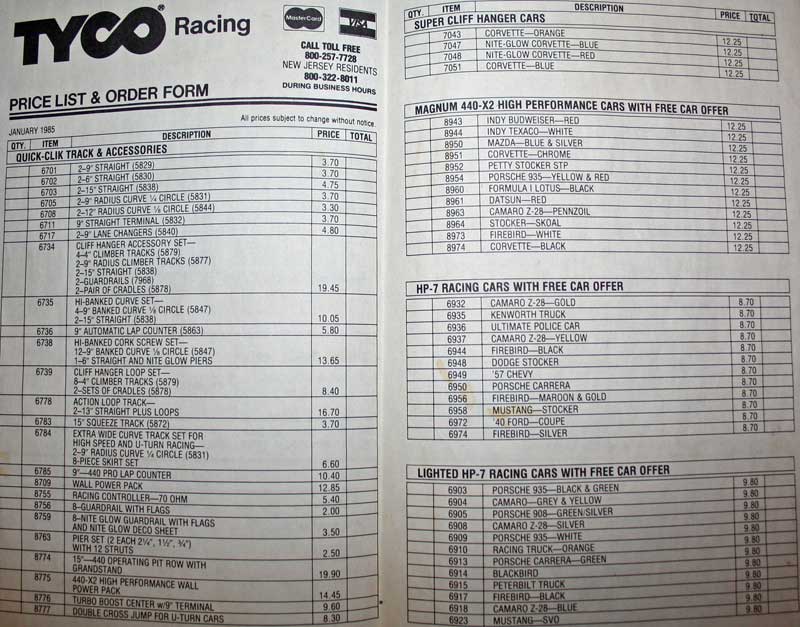 TYCO® Racing
MasterCard
VISA
CALL TOLL FREE
800-257-7728
NEW JERSEY RESIDENTS
800-322-8011
DURING BUSINESS HOURS
PRICE LIST & ORDER FORM
All prices subject to change without notice.
JANUARY 1985
QTY. ITEM DESCRIPTION PRICE TOTAL
QUICK-CLIK TRACK & ACCESSORIES
6701 2–9" STRAIGHT (5829) 3.70
6702 2–6" STRAIGHT (5830) 3.70
6703 2–15" STRAIGHT (5838) 4.75
6705 2–9" RADIUS CURVE ¼ CIRCLE (5831) 3.70
6708 2–12" RADIUS CURVE ⅛ CIRCLE (5844) 3.30
6711 9" STRAIGHT TERMINAL (5832) 3.70
6717 2–9" LANE CHANGERS (5840) 4.80
6734 CLIFF HANGER ACCESSORY SET—
4–4" CLIMBER TRACKS (5879)
2–9" RADIUS CLIMBER TRACKS (5877)
2–15" STRAIGHT (5838)
2–GUARDRAILS (7968)
2–PAIR OF CRADLES (5878) 19.45
6735 HI-BANKED CURVE SET—
4–9" BANKED CURVE ⅛ CIRCLE (5847)
2–15" STRAIGHT (5838) 10.05
6736 9" AUTOMATIC LAP COUNTER (5863) 5.80
6738 HI-BANKED CORK SCREW SET—
12–9" BANKED CURVE ⅛ CIRCLE (5847)
1–6" STRAIGHT AND NITE GLOW PIERS 13.65
6739 CLIFF HANGER LOOP SET—
8–4" CLIMBER TRACKS (5879)
2–SETS OF CRADLES (5878) 8.40
6778 ACTION LOOP TRACK—
2–13" STRAIGHT PLUS LOOPS 16.70
6783 15" SQUEEZE TRACK (5872) 3.70
6784 EXTRA WIDE CURVE TRACK SET FOR
HIGH SPEED AND U-TURN RACING—
2–9" RADIUS CURVE ¼ CIRCLE (5831)
8-PIECE SKIRT SET 6.60
6785 9"—440 PRO LAP COUNTER 10.40
8709 WALL POWER PACK 12.85
8755 RACING CONTROLLER—70 OHM 5.40
8756 8–GUARDRAIL WITH FLAGS 2.00
8759 8–NITE GLOW GUARDRAIL WITH FLAGS
AND NITE GLOW DECO SHEET 3.50
8763 PIER SET (2 EACH 2¼", 1½", ¾")
WITH 12 STRUTS 2.50
8774 15"—440 OPERATING PIT ROW WITH
GRANDSTAND 19.90
8775 440-X2 HIGH PERFORMANCE WALL
POWER PACK 14.45
8776 TURBO BOOST CENTER w/9" TERMINAL 9.60
8777 DOUBLE CROSS JUMP FOR U-TURN CARS 8.30
QTY. ITEM DESCRIPTION PRICE TOTAL
SUPER CLIFF HANGER CARS
7043 CORVETTE—ORANGE 12.25
7047 NITE-GLOW CORVETTE—BLUE 12.25
7048 NITE-GLOW CORVETTE—RED 12.25
7051 CORVETTE—BLUE 12.25
MAGNUM 440-X2 HIGH PERFORMANCE CARS WITH FREE CAR OFFER
8943 INDY BUDWEISER—RED 12.25
8944 INDY TEXACO—WHITE 12.25
8950 MAZDA—BLUE & SILVER 12.25
8951 CORVETTE—CHROME 12.25
8952 PETTY STOCKER STP 12.25
8954 PORSCHE 935—YELLOW & RED 12.25
8960 FORMULA I LOTUS—BLACK 12.25
8961 DATSUN—RED 12.25
8963 CAMARO Z-28—PENNZOIL 12.25
8964 STOCKER—SKOAL 12.25
8973 FIREBIRD—WHITE 12.25
8974 CORVETTE—BLACK 12.25
HP-7 RACING CARS WITH FREE CAR OFFER
6932 CAMARO Z-28—GOLD 8.70
6935 KENWORTH TRUCK 8.70
6936 ULTIMATE POLICE CAR 8.70
6937 CAMARO Z-28—YELLOW 8.70
6944 FIREBIRD—BLACK 8.70
6948 DODGE STOCKER 8.70
6949 '57 CHEVY 8.70
6950 PORSCHE CARRERA 8.70
6956 FIREBIRD—MAROON & GOLD 8.70
6958 MUSTANG—STOCKER 8.70
6972 '40 FORD—COUPE 8.70
6974 FIREBIRD—SILVER 8.70
LIGHTED HP-7 RACING CARS WITH FREE CAR OFFER
6903 PORSCHE 935—BLACK & GREEN 9.80
6904 CAMARO—GREY & YELLOW 9.80
6905 PORSCHE 908—GREEN/SILVER 9.80
6908 CAMARO Z-28—SILVER 9.80
6909 PORSCHE 935—WHITE 9.80
6910 RACING TRUCK—ORANGE 9.80
6913 PORSCHE CARRERA—GREEN 9.80
6914 BLACKBIRD 9.80
6915 PETERBILT TRUCK 9.80
6917 FIREBIRD—BLACK 9.80
6918 CAMARO Z-28—BLUE 9.80
6923 MUSTANG—SVO 9.80